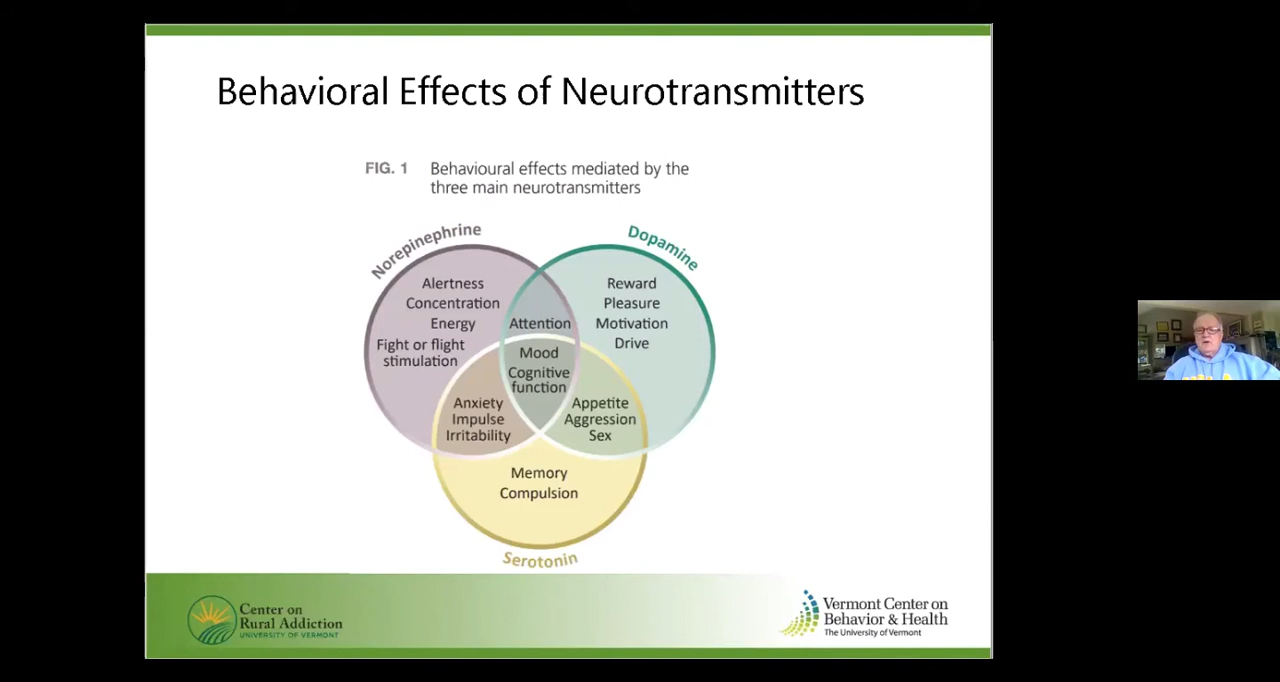 Behavioral Effects of Neurotransmitters
FIG. 1 Behavioural effects mediated by the
three main neurotransmitters
Norepinephrine
Dopamine
Alertness
Concentration
Energy
Fight or flight
stimulation
Attention
Reward
Pleasure
Motivation
Drive
Mood
Cognitive
function
Anxiety
Impulse
Irritability
Appetite
Aggression
Sex
Memory
Compulsion
Serotonin
Center on
Rural Addiction
UNIVERSITY OF VERMONT
Vermont Center on
Behavior & Health
The University of Vermont